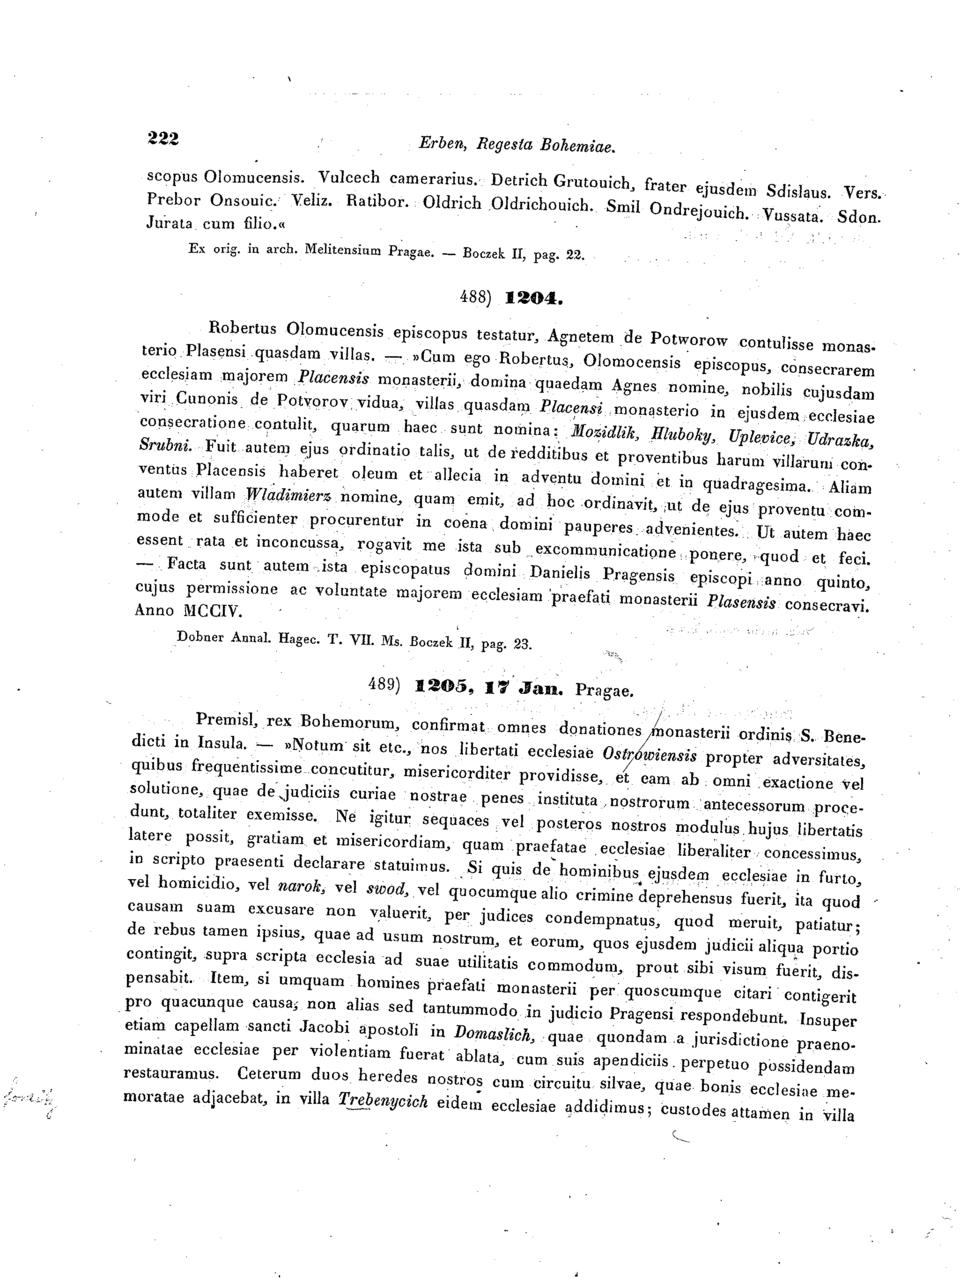 222
Erben, Regesta Bohemiae.
scopus Olomucensis. Vulcech camerarius. Detrich Grutouich, frater ejusdem Sdislaus. Vers.
Prebor Onsouic. Veliz. Ratibor. Oldrich Oldrichouich. Smil Ondrejouich. Vussata. Sdon.
Jurata cum filio.«
Ex orig. in arch. Melitensium Pragae. — Boczek II, pag. 22.
488) 1204.
Robertus Olomucensis episcopus testatur, Agnetem de Potworow contulisse monas-
terio Plasensi quasdam villas. — »Cum ego Robertus, Olomocensis episcopus, consecrarem
ecclesiam majorem Placensis monasterii, domina quaedam Agnes nomine, nobilis cujusdam
viri Cunonis de Potvorov vidua, villas quasdam Placensi monasterio in ejusdem ecclesiae
consecratione contulit, quarum haec sunt nomina: Mozidlik, Hluboky, Uplevice, Udrazka,
Srubni. Fuit autem ejus ordinatio talis, ut de redditibus et proventibus harum villarum con-
ventus Placensis haberet oleum et allecia in adventu domini et in quadragesima. Aliam
autem villam Wladimierz nomine, quam emit, ad hoc ordinavit, ut de ejus proventu com-
mode et sufficienter procurentur in coena domini pauperes advenientes. Ut autem haec
essent rata et inconcussa, rogavit me ista sub excommunicatione ponere, quod et feci.
— Facta sunt autem ista episcopatus domini Danielis Pragensis episcopi anno quinto,
cujus permissione ac voluntate majorem ecclesiam praefati monasterii Plasensis consecravi.
Anno MCCIV.
Dobner Annal. Hagec. T. VII. Ms. Boczek II, pag. 23.
489) 1205, 17 Jan. Pragae.
Premisl, rex Bohemorum, confirmat omnes donationes monasterii ordinis S. Bene-
dicti in Insula. — »Notum sit etc., nos libertati ecclesiae Ostrowiensis propter adversitates,
quibus frequentissime concutitur, misericorditer providisse, et eam ab omni exactione vel
solutione, quae de judiciis curiae nostrae penes instituta nostrorum antecessorum proce-
dunt, totaliter exemisse. Ne igitur sequaces vel posteros nostros modulus hujus libertatis
latere possit, gratiam et misericordiam, quam praefatae ecclesiae liberaliter concessimus,
in scripto praesenti declarare statuimus. Si quis de hominibus ejusdem ecclesiae in furto,
vel homicidio, vel narok, vel swod, vel quocumque alio crimine deprehensus fuerit, ita quod
causam suam excusare non valuerit, per judices condempnatus, quod meruit, patiatur;
de rebus tamen ipsius, quae ad usum nostrum, et eorum, quos ejusdem judicii aliqua portio
contingit, supra scripta ecclesia ad suae utilitatis commodum, prout sibi visum fuerit, dis-
pensabit. Item, si umquam homines praefati monasterii per quoscumque citari contigerit
pro quacunque causa, non alias sed tantummodo in judicio Pragensi respondebunt. Insuper
etiam capellam sancti Jacobi apostoli in Domaslich, quae quondam a jurisdictione praeno-
minatae ecclesiae per violentiam fuerat ablata, cum suis apendiciis perpetuo possidendam
restauramus. Ceterum duos heredes nostros cum circuitu silvae, quae bonis ecclesiae me-
moratae adjacebat, in villa Trebenycich eidem ecclesiae addidimus; custodes attamen in villa